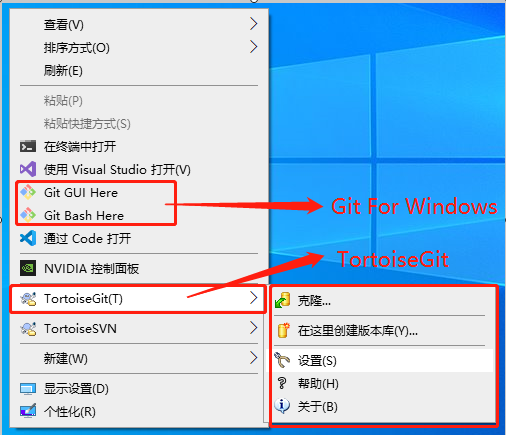 查看(V)
排序方式(O)
刷新(E)
粘贴(P)
粘贴快捷方式(S)
在终端中打开
使用 Visual Studio 打开(V)
Git GUI Here
Git Bash Here
Git For Windows
通过 Code 打开
NVIDIA 控制面板
TortoiseGit
TortoiseGit(T)
克隆...
TortoiseSVN
在这里创建版本库(Y)...
新建(W)
设置(S)
显示设置(D)
帮助(H)
个性化(R)
关于(B)